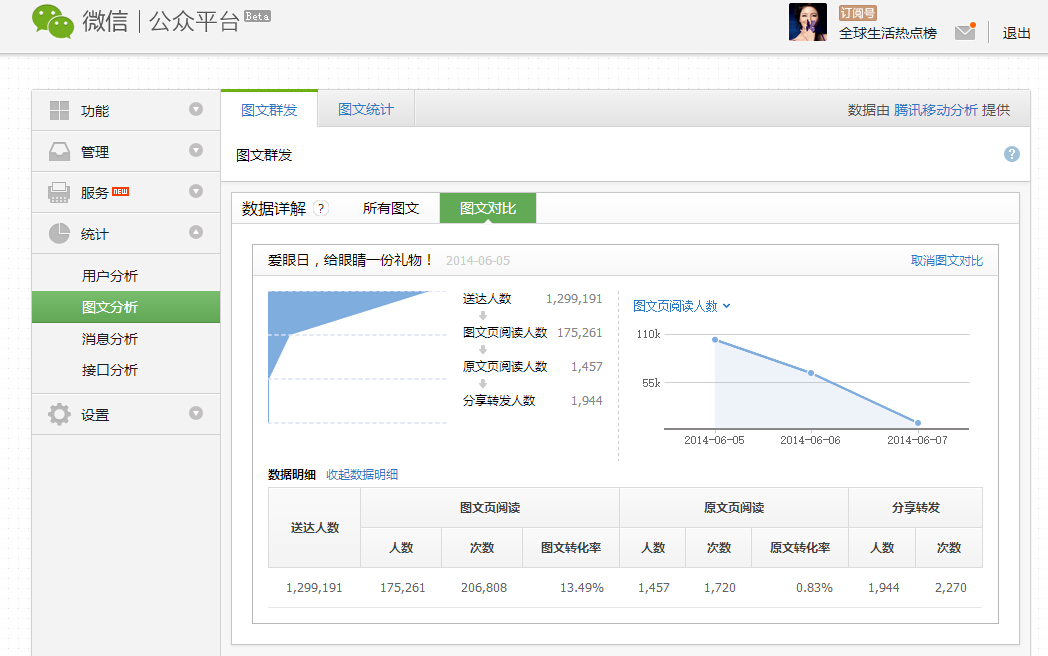 微信 | 公众平台 Beta
订阅号
全球生活热点榜
退出
功能
管理
服务 NEW
统计
用户分析
图文分析
消息分析
接口分析
设置
图文群发 图文统计 数据由 腾讯移动分析 提供
图文群发 ?
数据详解 ? 所有图文 图文对比
爱眼日，给眼睛一份礼物！ 2014-06-05 取消图文对比
送达人数 1,299,191
图文页阅读人数 175,261
原文页阅读人数 1,457
分享转发人数 1,944
图文页阅读人数
110k
55k
2014-06-05 2014-06-06 2014-06-07
数据明细 收起数据明细
送达人数 图文页阅读 原文页阅读 分享转发
人数 次数 图文转化率 人数 次数 原文转化率 人数 次数
1,299,191 175,261 206,808 13.49% 1,457 1,720 0.83% 1,944 2,270